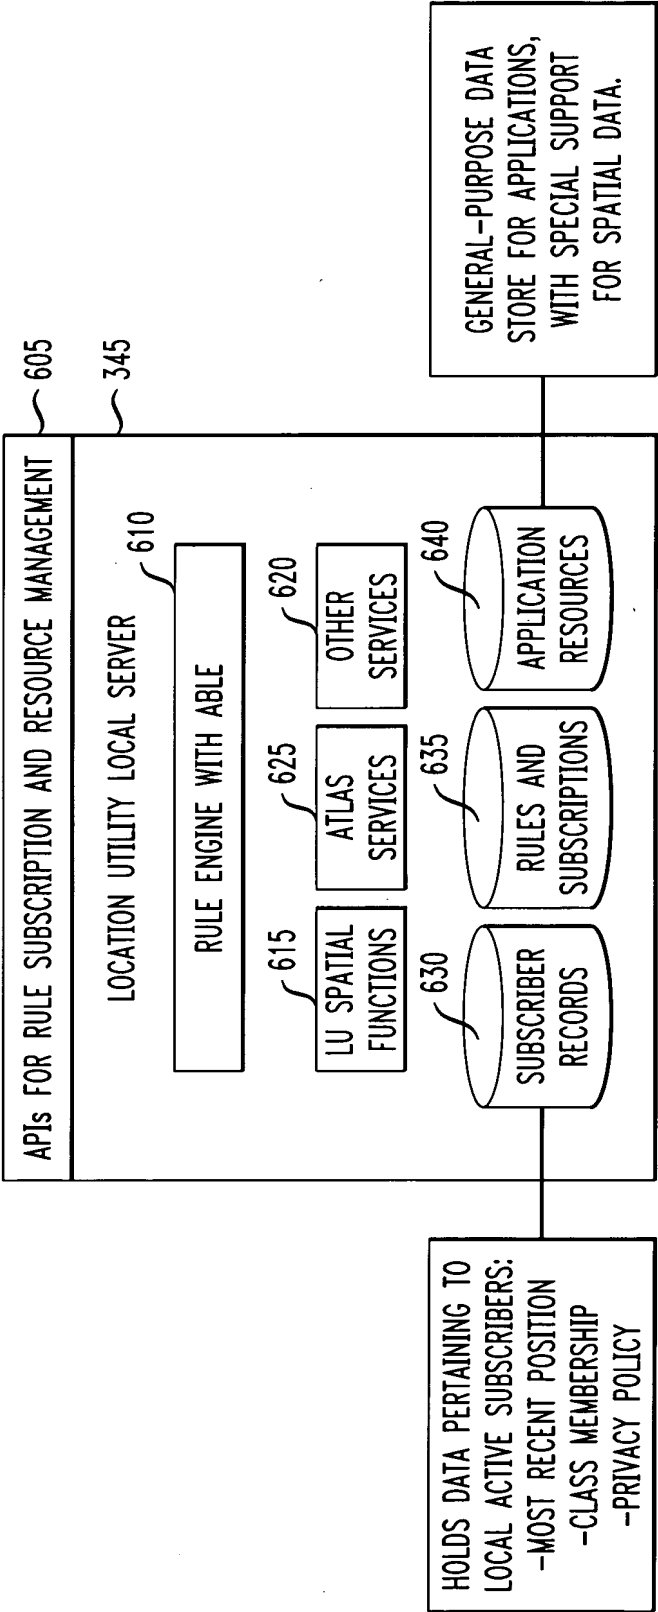 APIs FOR RULE SUBSCRIPTION AND RESOURCE MANAGEMENT
605
LOCATION UTILITY LOCAL SERVER
345
RULE ENGINE WITH ABLE
610
LU SPATIAL
FUNCTIONS
615
ATLAS
SERVICES
625
OTHER
SERVICES
620
SUBSCRIBER
RECORDS
630
RULES AND
SUBSCRIPTIONS
635
APPLICATION
RESOURCES
640
HOLDS DATA PERTAINING TO
LOCAL ACTIVE SUBSCRIBERS:
-MOST RECENT POSITION
-CLASS MEMBERSHIP
-PRIVACY POLICY
GENERAL-PURPOSE DATA
STORE FOR APPLICATIONS,
WITH SPECIAL SUPPORT
FOR SPATIAL DATA.